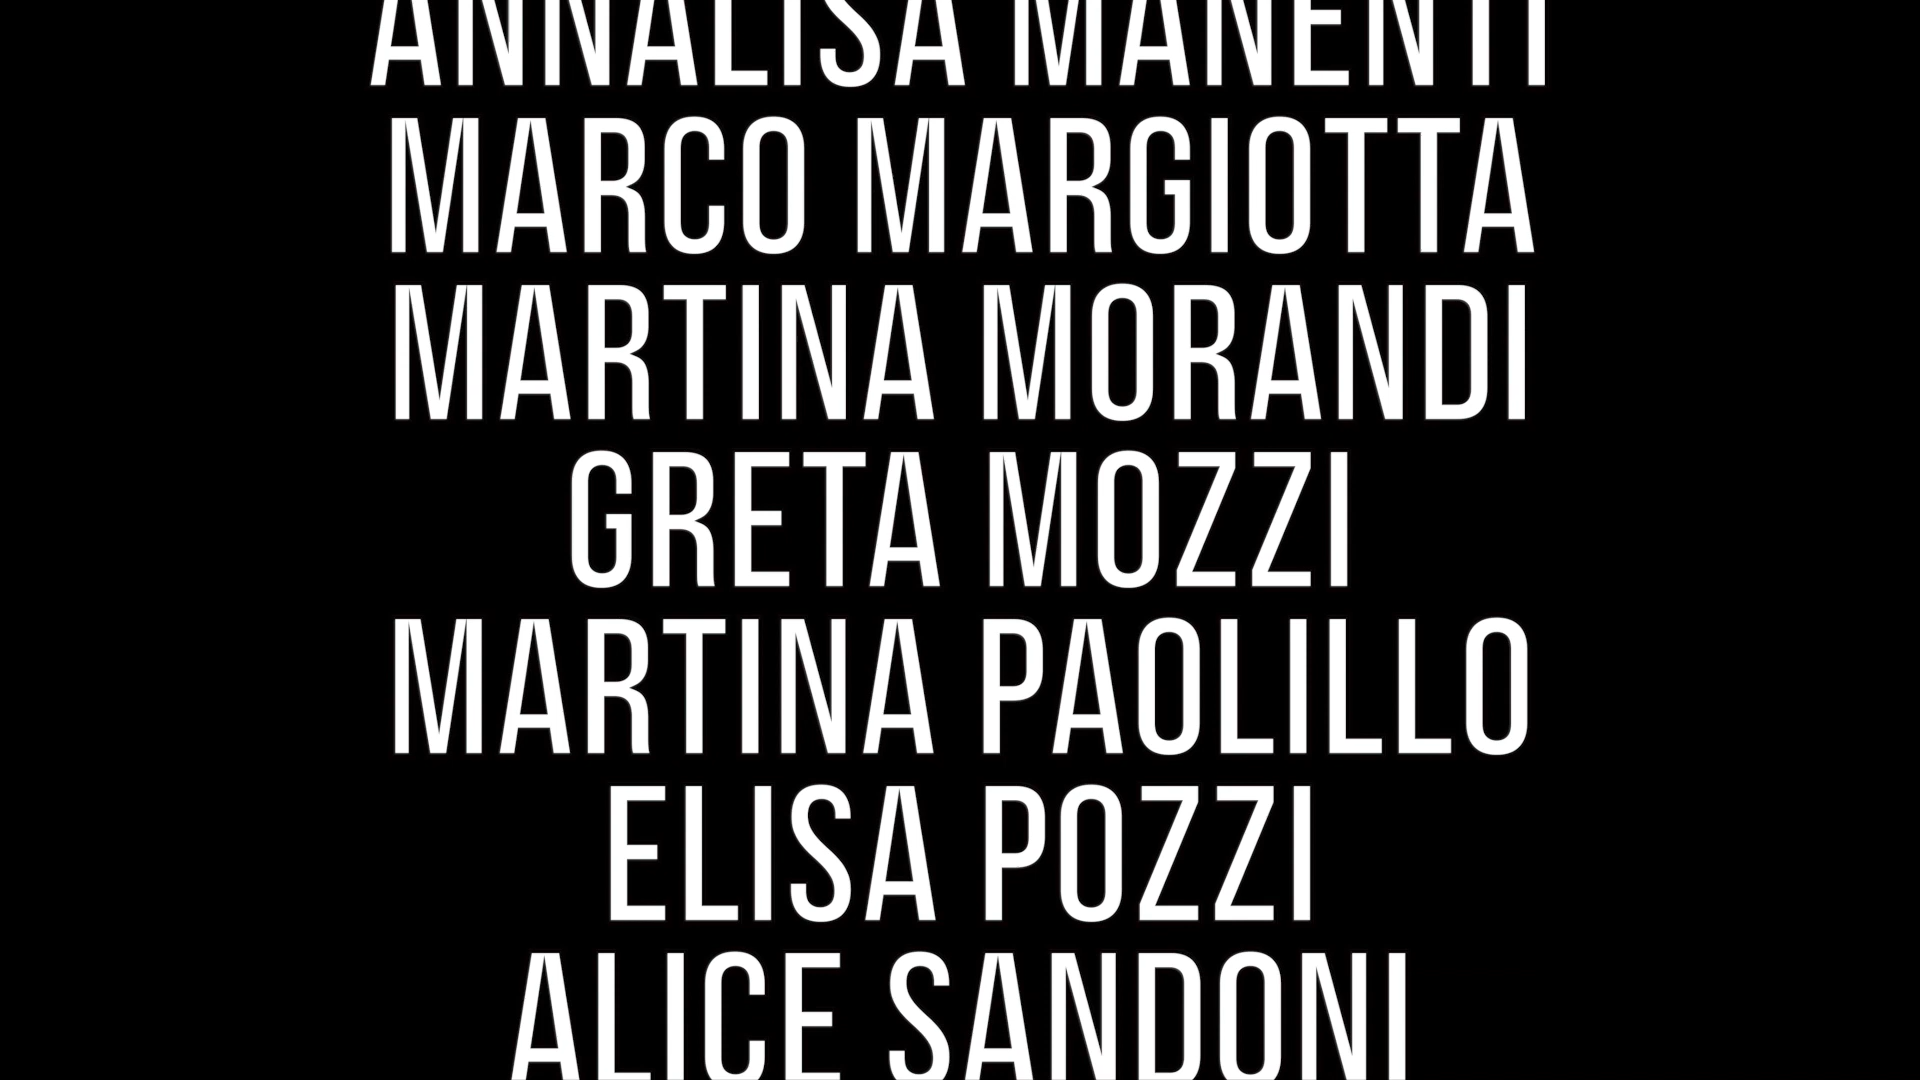 ANNALISA MANENTI
MARCO MARGIOTTA
MARTINA MORANDI
GRETA MOZZI
MARTINA PAOLILLO
ELISA POZZI
ALICE SANDONI